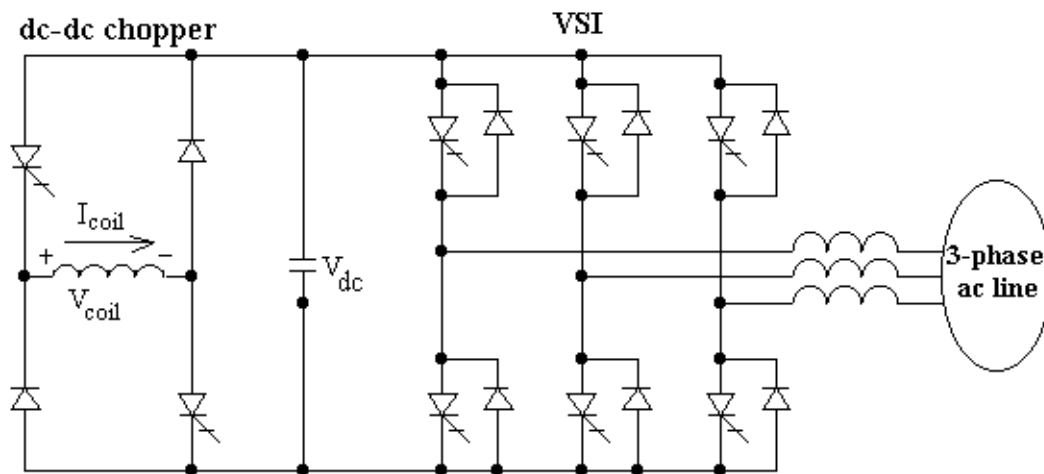 dc-dc chopper
VSI
I_coil
+ -
V_coil
V_dc
3-phase
ac line